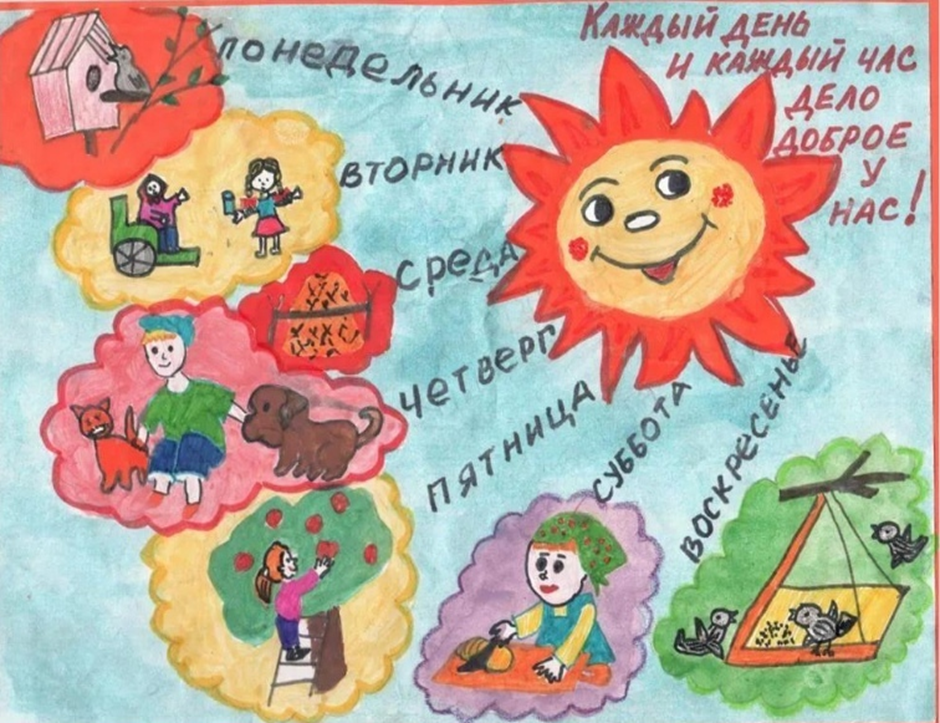 Каждый день
и каждый час
дело
доброе
у
нас!
понедельник
вторник
среда
четверг
пятница
суббота
воскресенье